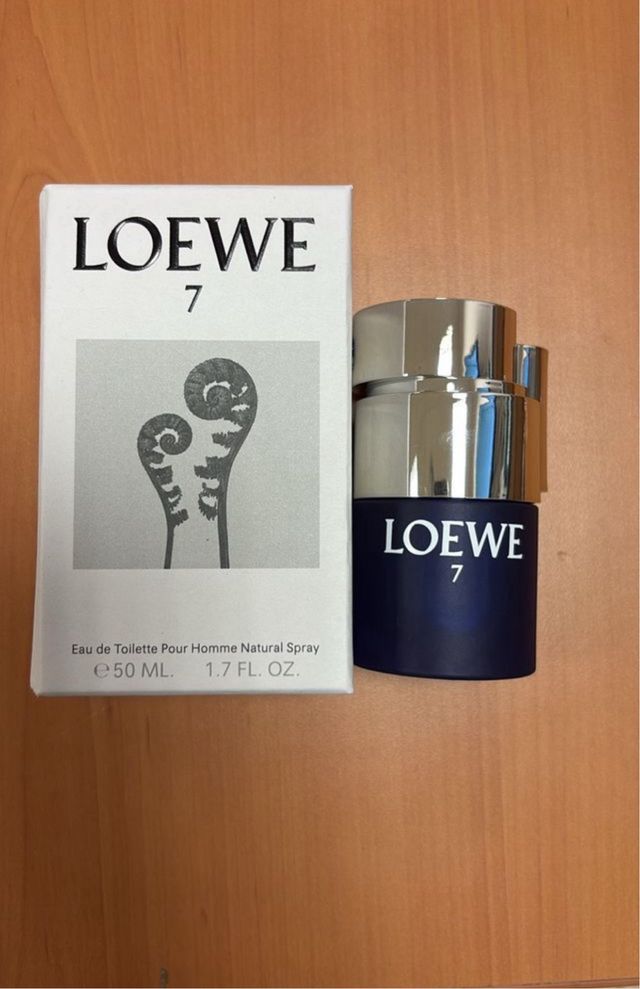 LOEWE
7
Eau de Toilette Pour Homme Natural Spray
℮50 ML. 1.7 FL. OZ.
LOEWE
7